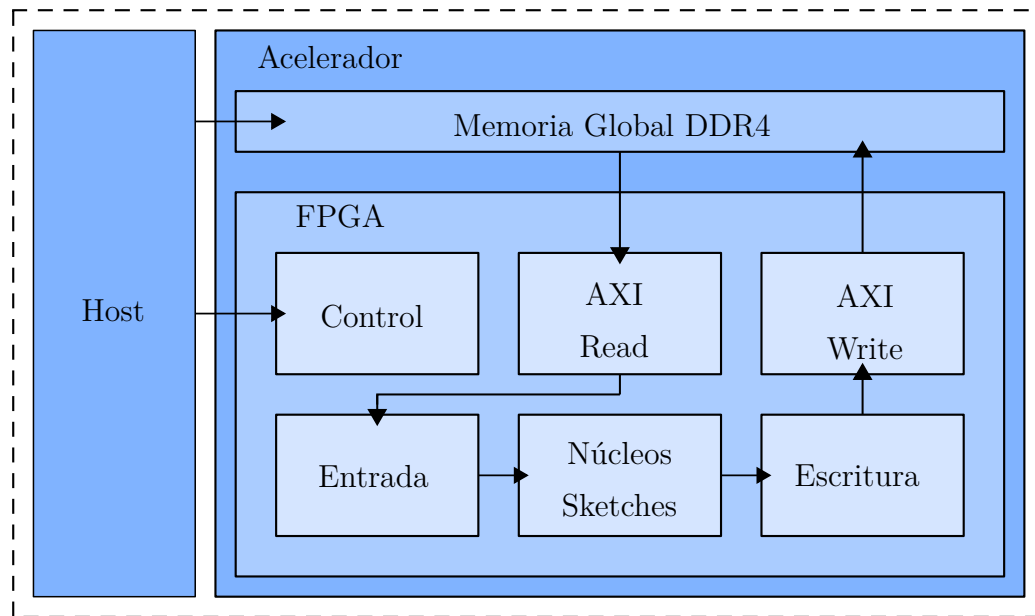 Acelerador
Memoria Global DDR4
FPGA
Host
Control
AXI
Read
AXI
Write
Entrada
Núcleos
Sketches
Escritura